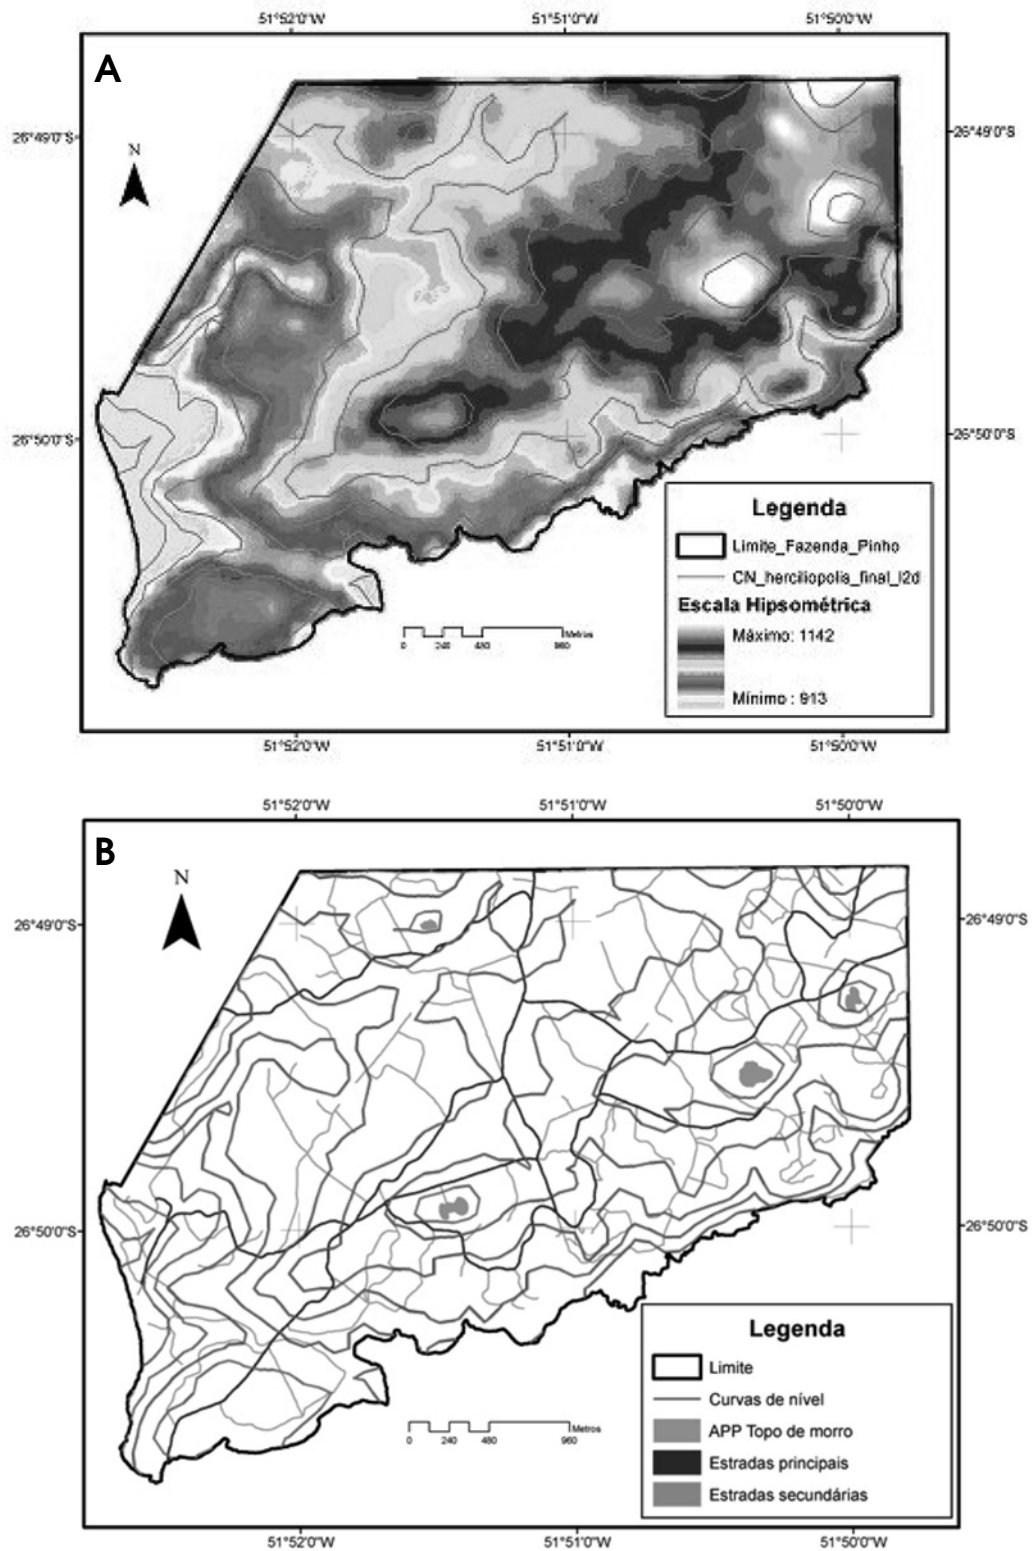 51°52'0"W 51°51'0"W 51°50'0"W
A
26°49'0"S 26°49'0"S
N
26°50'0"S 26°50'0"S
Legenda
Limite_Fazenda_Pinho
CN_herciliopolis_final_l2d
Escala Hipsométrica
Máximo: 1142
Mínimo : 913
Metros
0 240 480 960
51°52'0"W 51°51'0"W 51°50'0"W
51°52'0"W 51°51'0"W 51°50'0"W
B
N
26°49'0"S 26°49'0"S
26°50'0"S 26°50'0"S
Legenda
Limite
Curvas de nível
APP Topo de morro
Estradas principais
Estradas secundárias
Metros
0 240 480 960
51°52'0"W 51°51'0"W 51°50'0"W